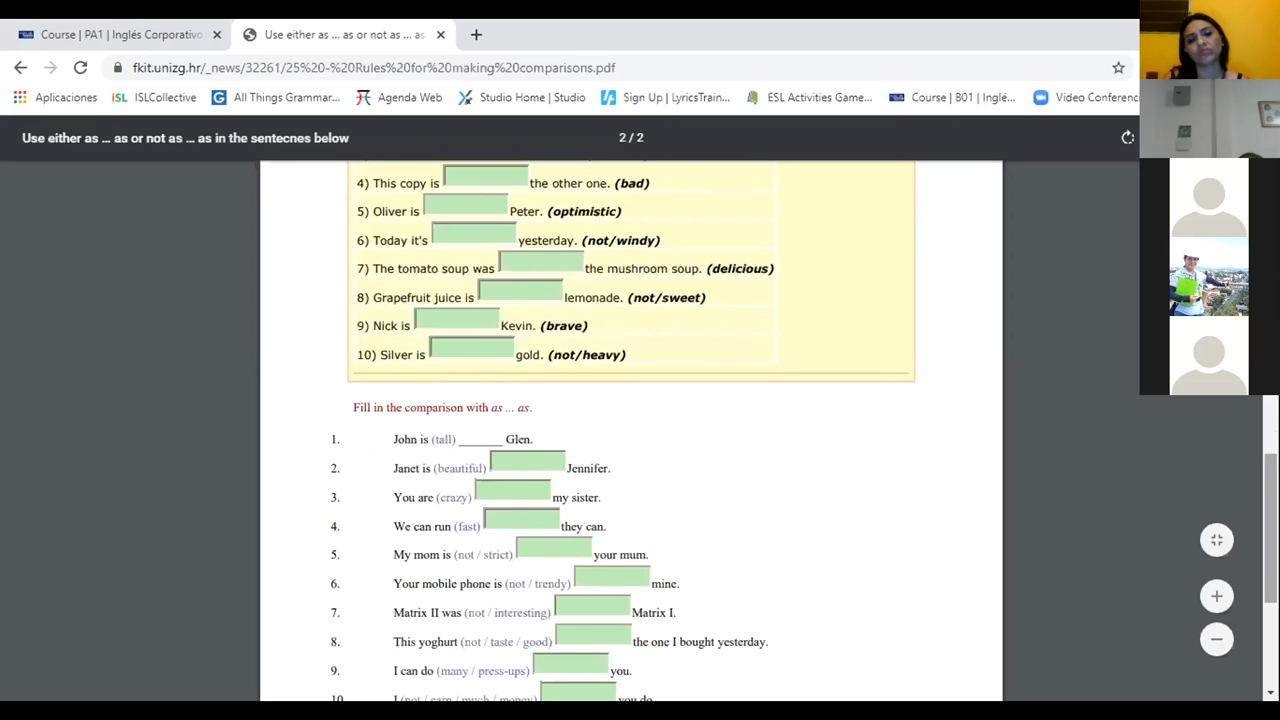 Course | PA1 | Inglés Corporativo
Use either as ... as or not as ... as
fkit.unizg.hr/_news/32261/25%20-%20Rules%20for%20making%20comparisons.pdf
Aplicaciones
ISLCollective
All Things Grammar...
Agenda Web
Studio Home | Studio
Sign Up | LyricsTrain...
ESL Activities Game...
Course | B01 | Inglé...
Video Conferenc
Use either as ... as or not as ... as in the sentecnes below
2 / 2
4) This copy is the other one. (bad)
5) Oliver is Peter. (optimistic)
6) Today it's yesterday. (not/windy)
7) The tomato soup was the mushroom soup. (delicious)
8) Grapefruit juice is lemonade. (not/sweet)
9) Nick is Kevin. (brave)
10) Silver is gold. (not/heavy)
Fill in the comparison with as ... as.
1. John is (tall) _______ Glen.
2. Janet is (beautiful) Jennifer.
3. You are (crazy) my sister.
4. We can run (fast) they can.
5. My mom is (not / strict) your mum.
6. Your mobile phone is (not / trendy) mine.
7. Matrix II was (not / interesting) Matrix I.
8. This yoghurt (not / taste / good) the one I bought yesterday.
9. I can do (many / press-ups) you.
10. I (not / earn / much / money) you do